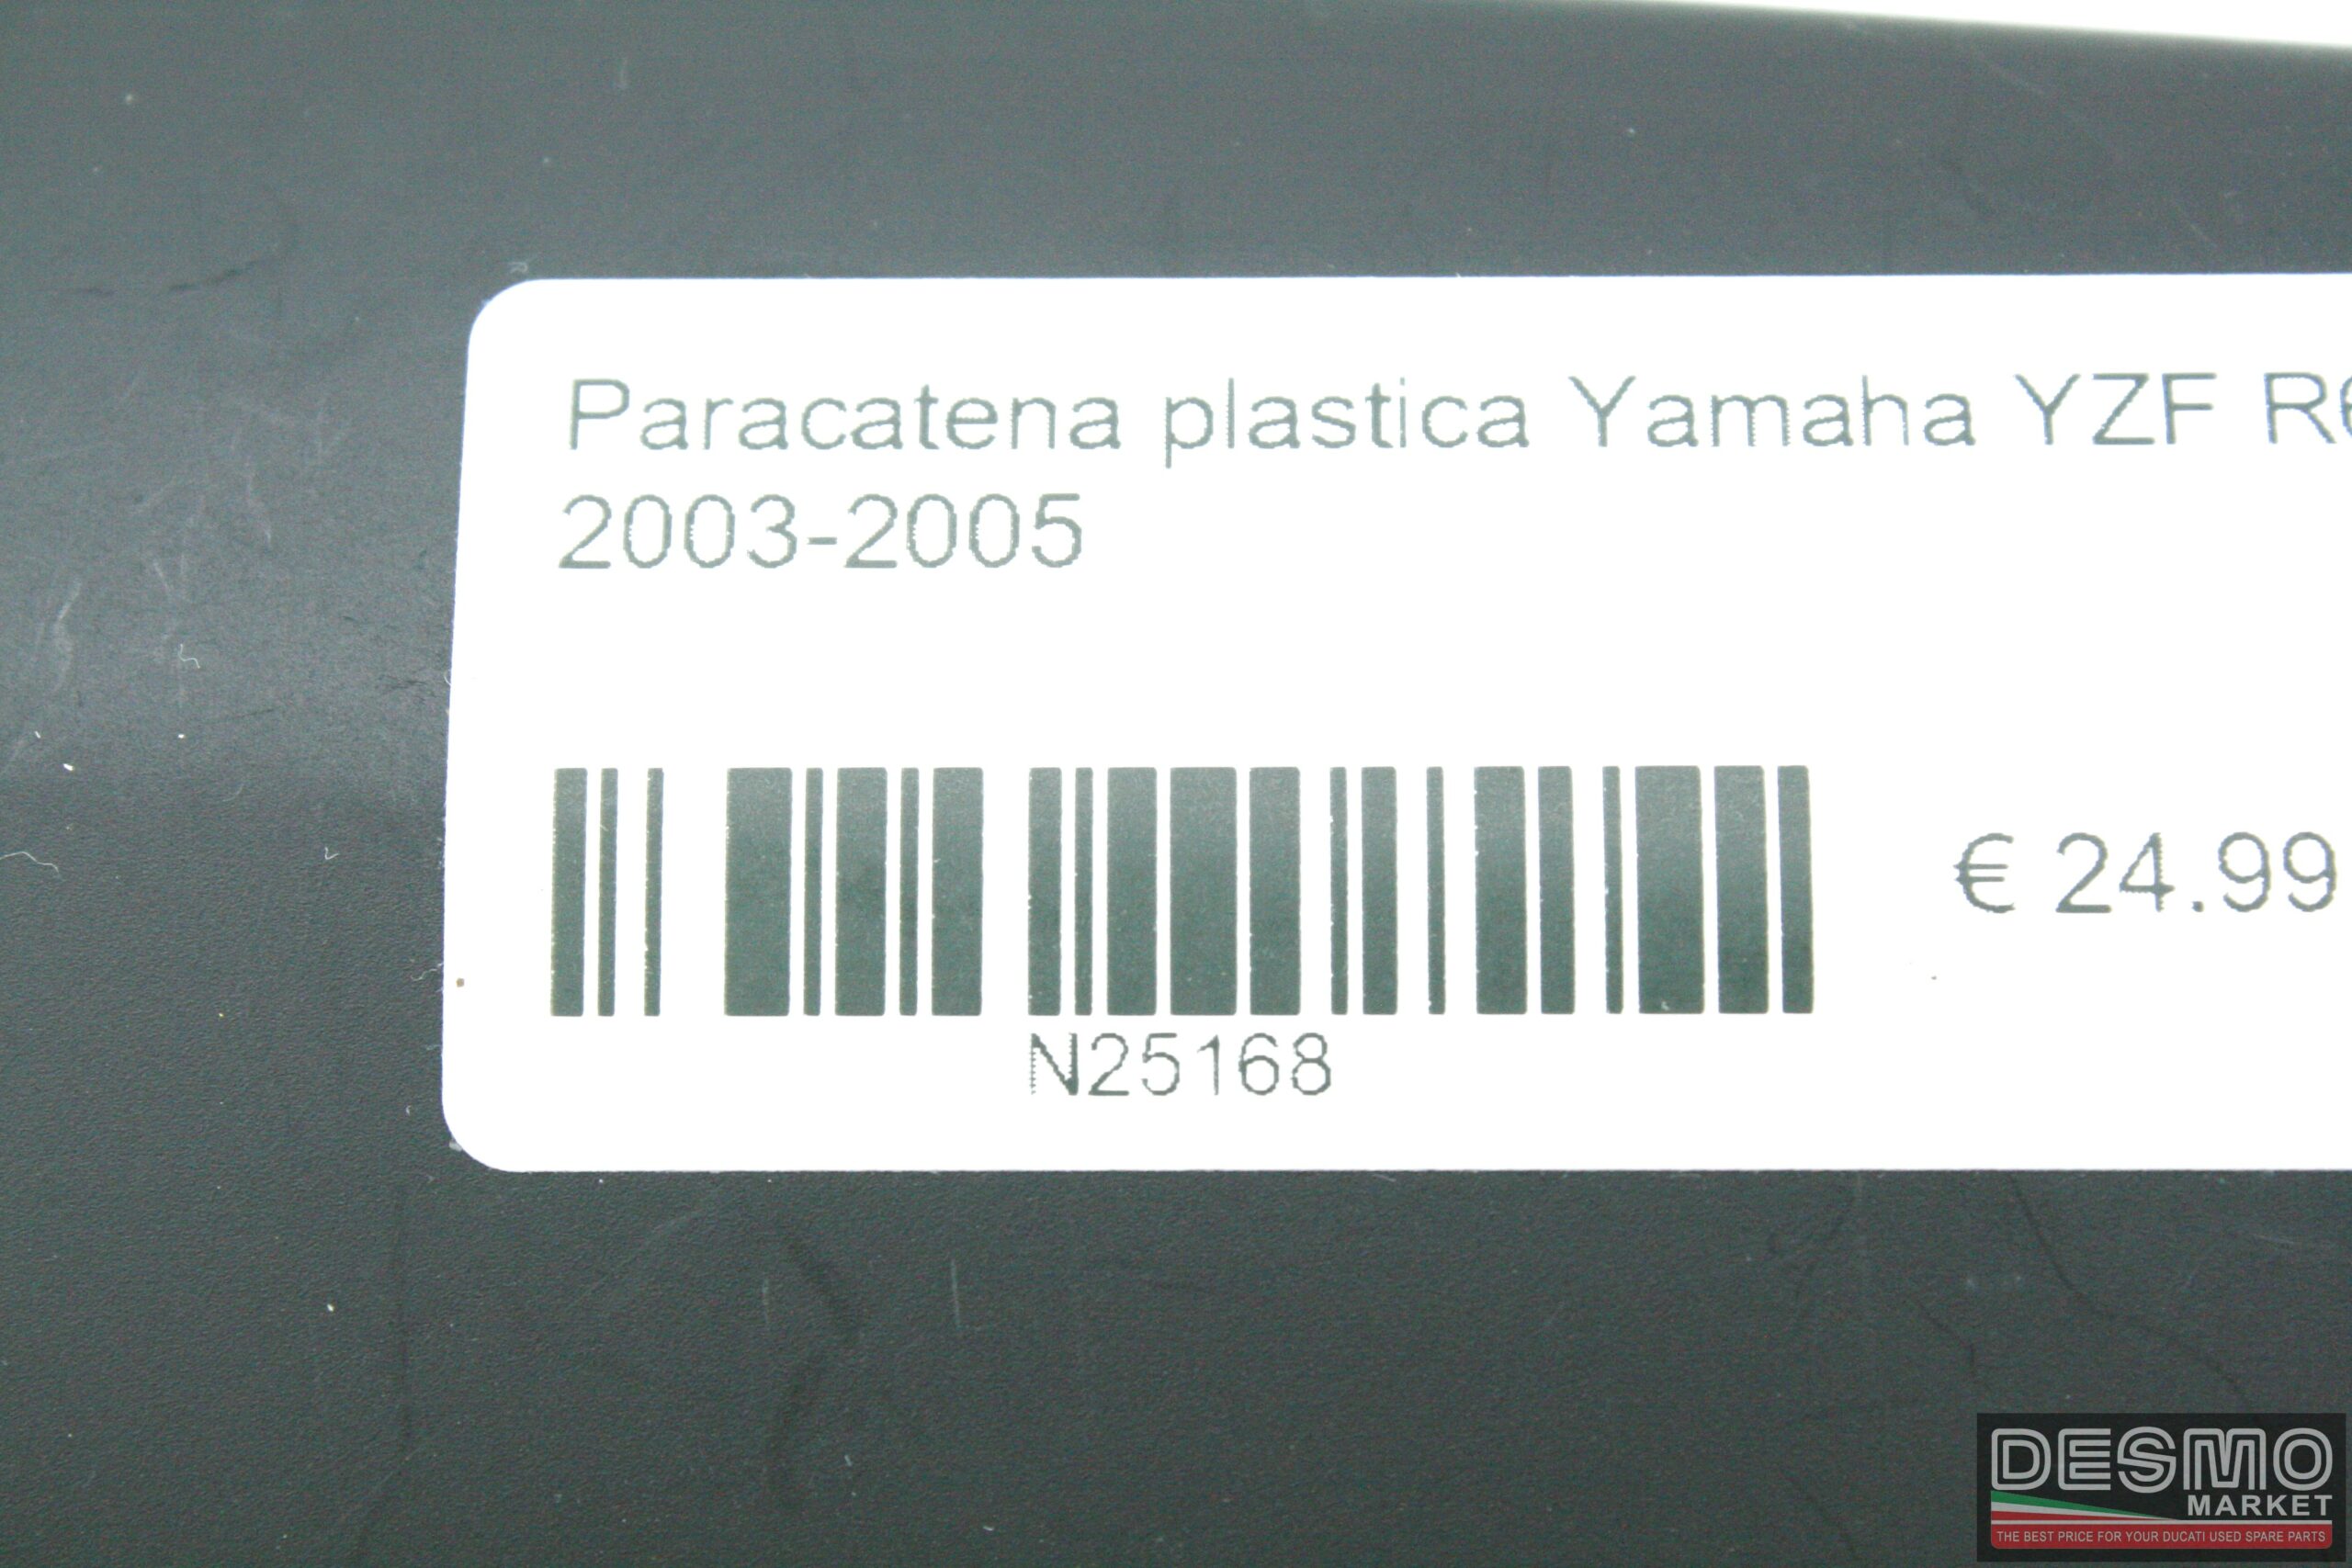 Paracatena plastica Yamaha YZF R6
2003-2005
€ 24.99
N25168
DESMO
MARKET
THE BEST PRICE FOR YOUR DUCATI USED SPARE PARTS